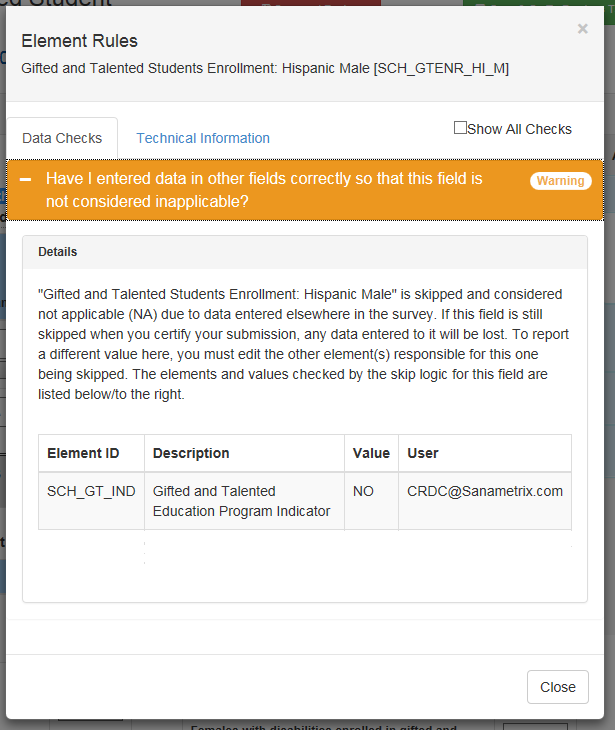 Element Rules
×
Gifted and Talented Students Enrollment: Hispanic Male [SCH_GTENR_HI_M]
Data Checks
Technical Information
Show All Checks
Have I entered data in other fields correctly so that this field is
not considered inapplicable?
Warning
Details
"Gifted and Talented Students Enrollment: Hispanic Male" is skipped and considered
not applicable (NA) due to data entered elsewhere in the survey. If this field is still
skipped when you certify your submission, any data entered to it will be lost. To report
a different value here, you must edit the other element(s) responsible for this one
being skipped. The elements and values checked by the skip logic for this field are
listed below/to the right.
Element ID Description Value User
SCH_GT_IND Gifted and Talented NO CRDC@Sanametrix.com
Education Program Indicator
Close